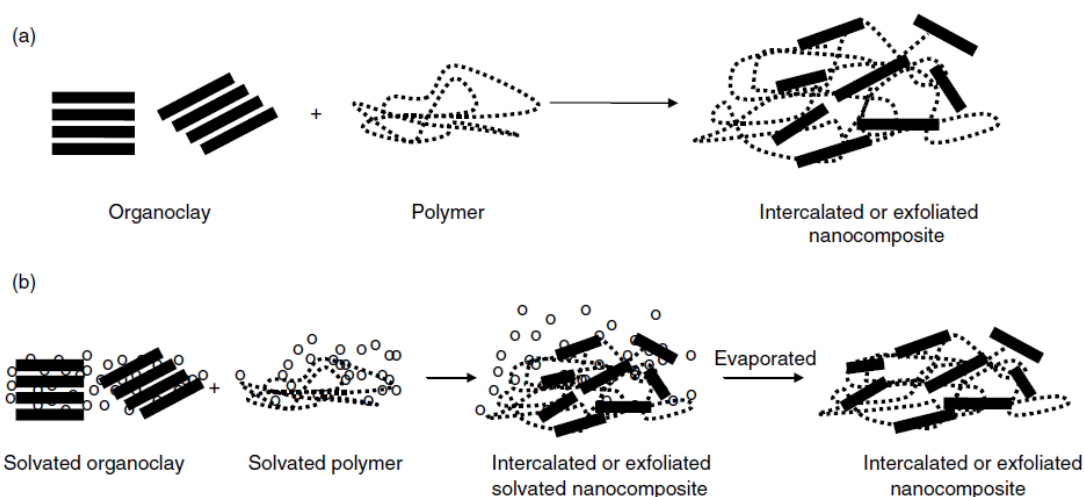 (a)
+
Organoclay
Polymer
Intercalated or exfoliated
nanocomposite
(b)
+
Evaporated
Solvated organoclay
Solvated polymer
Intercalated or exfoliated
solvated nanocomposite
Intercalated or exfoliated
nanocomposite